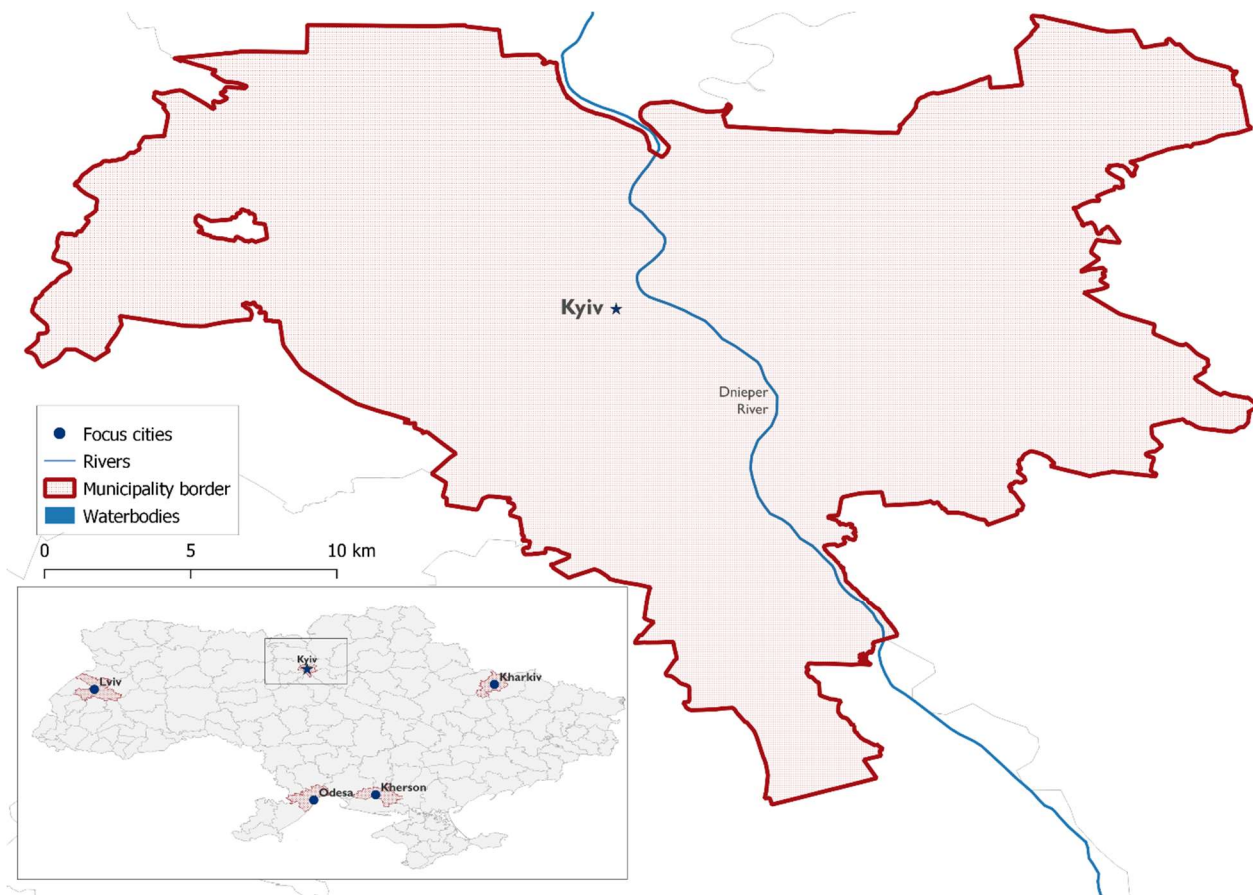 Kyiv
Dnieper
River
Focus cities
Rivers
Municipality border
Waterbodies
0 5 10 km
Kyiv
Lviv
Kharkiv
Odesa
Kherson